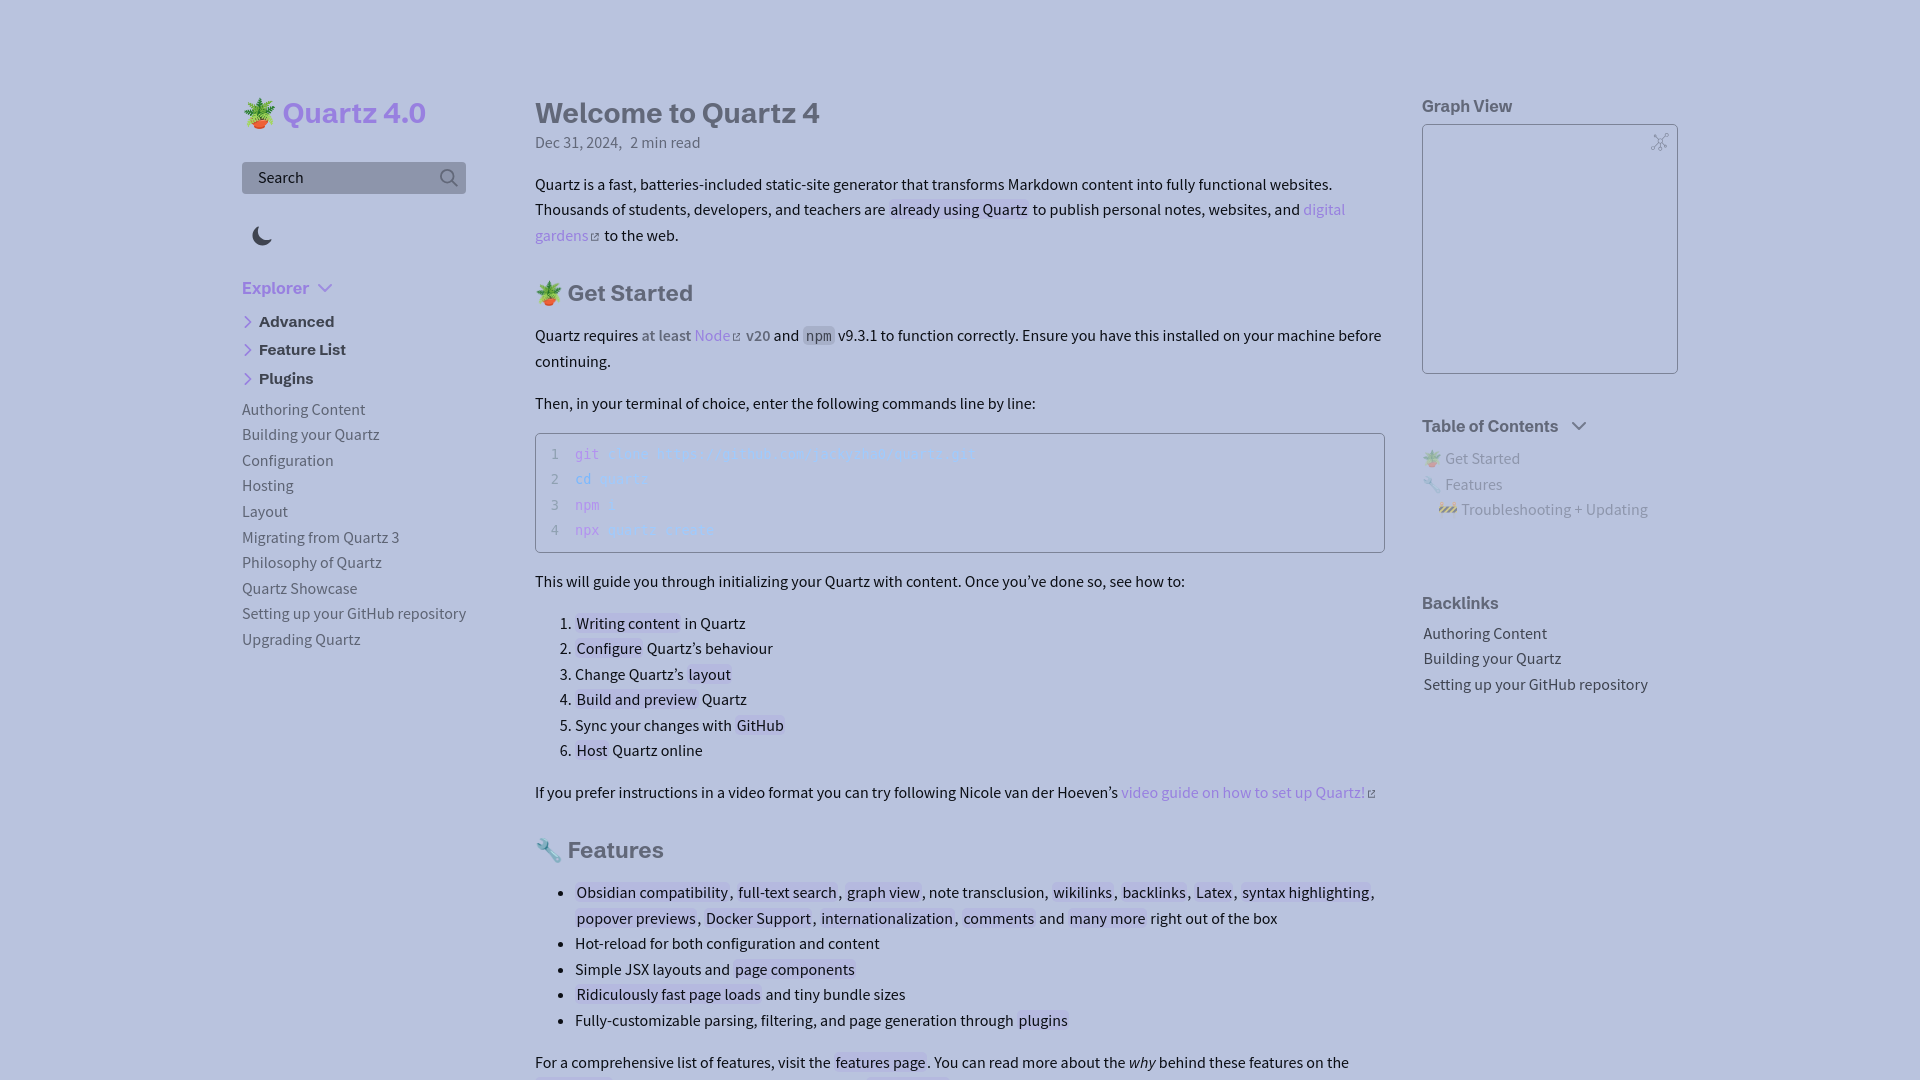 🪴 Quartz 4.0
Search
Explorer
Advanced
Feature List
Plugins
Authoring Content
Building your Quartz
Configuration
Hosting
Layout
Migrating from Quartz 3
Philosophy of Quartz
Quartz Showcase
Setting up your GitHub repository
Upgrading Quartz
Welcome to Quartz 4
Dec 31, 2024, 2 min read
Quartz is a fast, batteries-included static-site generator that transforms Markdown content into fully functional websites.
Thousands of students, developers, and teachers are already using Quartz to publish personal notes, websites, and digital
gardens to the web.
🪴 Get Started
Quartz requires at least Node v20 and npm v9.3.1 to function correctly. Ensure you have this installed on your machine before
continuing.
Then, in your terminal of choice, enter the following commands line by line:
1 git
2 cd
3 npm
4 npx
This will guide you through initializing your Quartz with content. Once you’ve done so, see how to:
1. Writing content in Quartz
2. Configure Quartz’s behaviour
3. Change Quartz’s layout
4. Build and preview Quartz
5. Sync your changes with GitHub
6. Host Quartz online
If you prefer instructions in a video format you can try following Nicole van der Hoeven’s video guide on how to set up Quartz!
🔧 Features
• Obsidian compatibility, full-text search, graph view, note transclusion, wikilinks, backlinks, Latex, syntax highlighting,
popover previews, Docker Support, internationalization, comments and many more right out of the box
• Hot-reload for both configuration and content
• Simple JSX layouts and page components
• Ridiculously fast page loads and tiny bundle sizes
• Fully-customizable parsing, filtering, and page generation through plugins
For a comprehensive list of features, visit the features page. You can read more about the why behind these features on the
Graph View
Table of Contents
🪴 Get Started
🔧 Features
🚧 Troubleshooting + Updating
Backlinks
Authoring Content
Building your Quartz
Setting up your GitHub repository